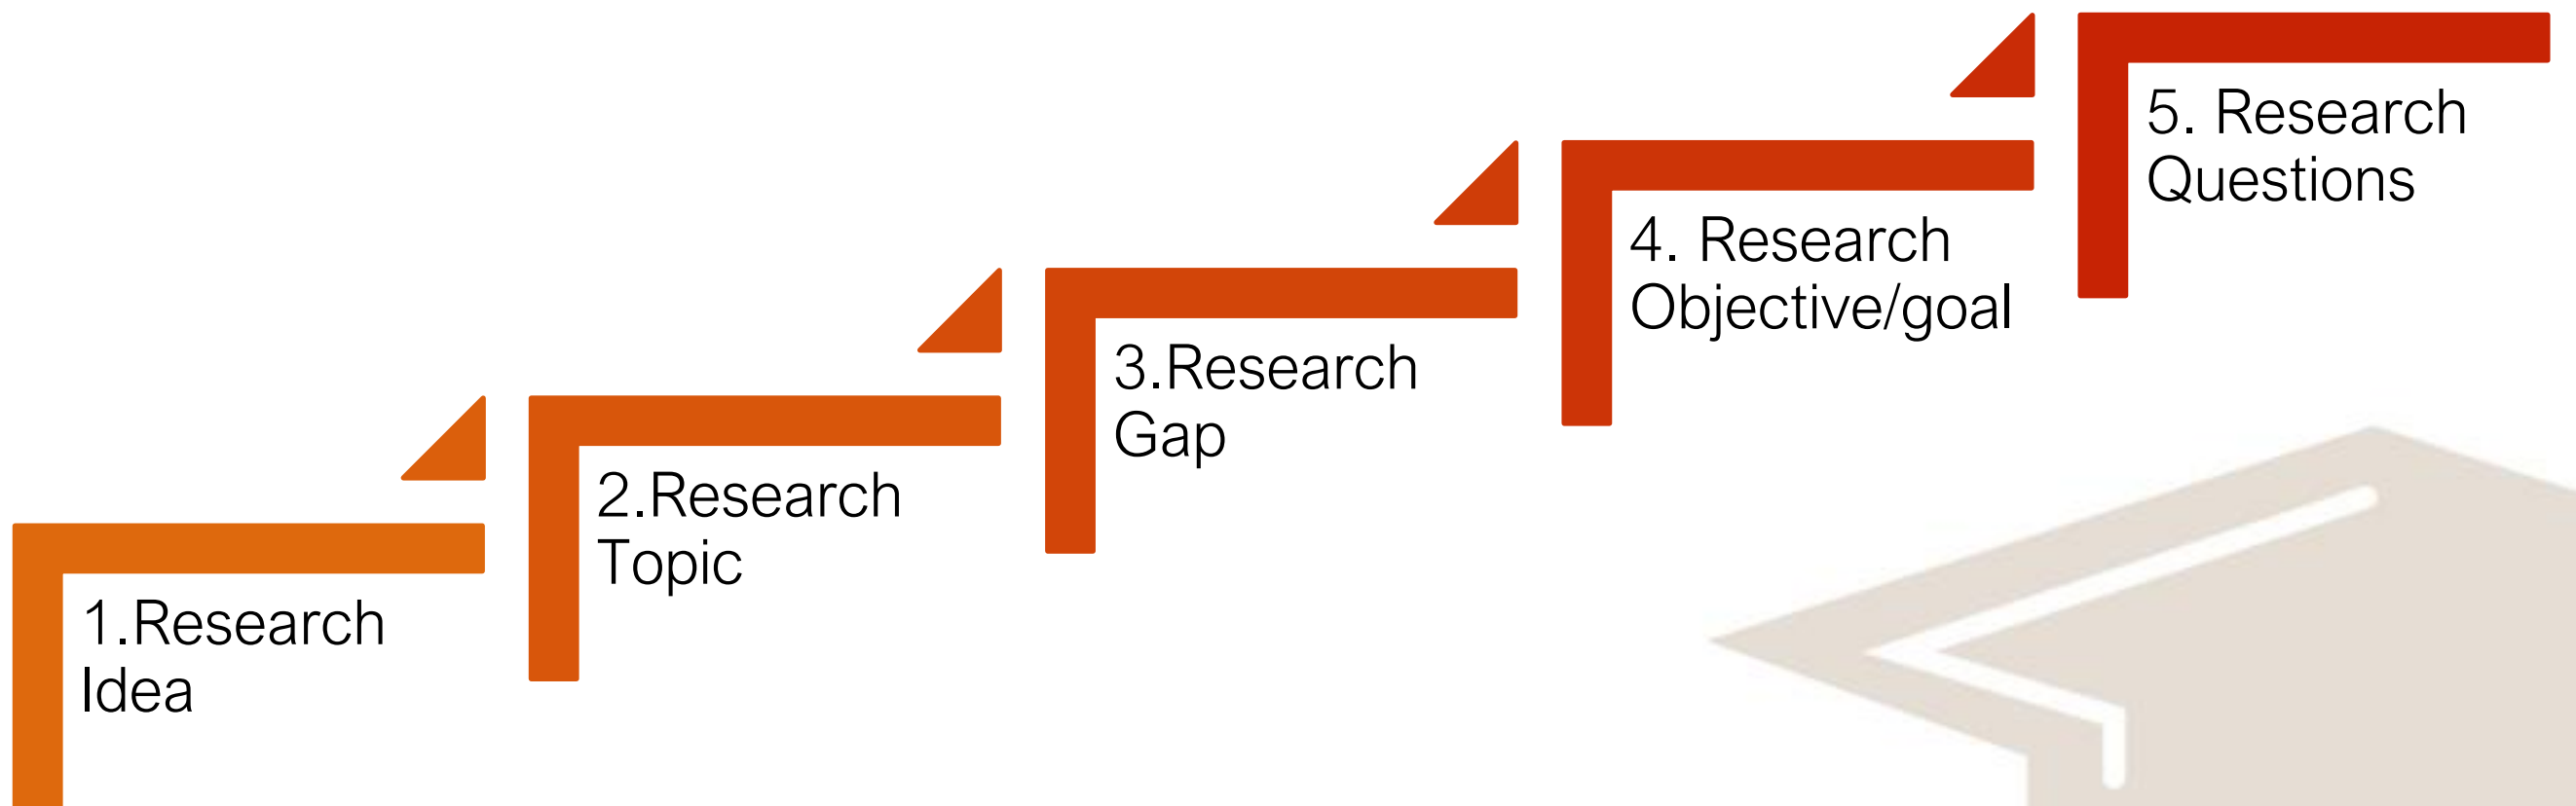 1.Research
Idea
2.Research
Topic
3.Research
Gap
4. Research
Objective/goal
5. Research
Questions